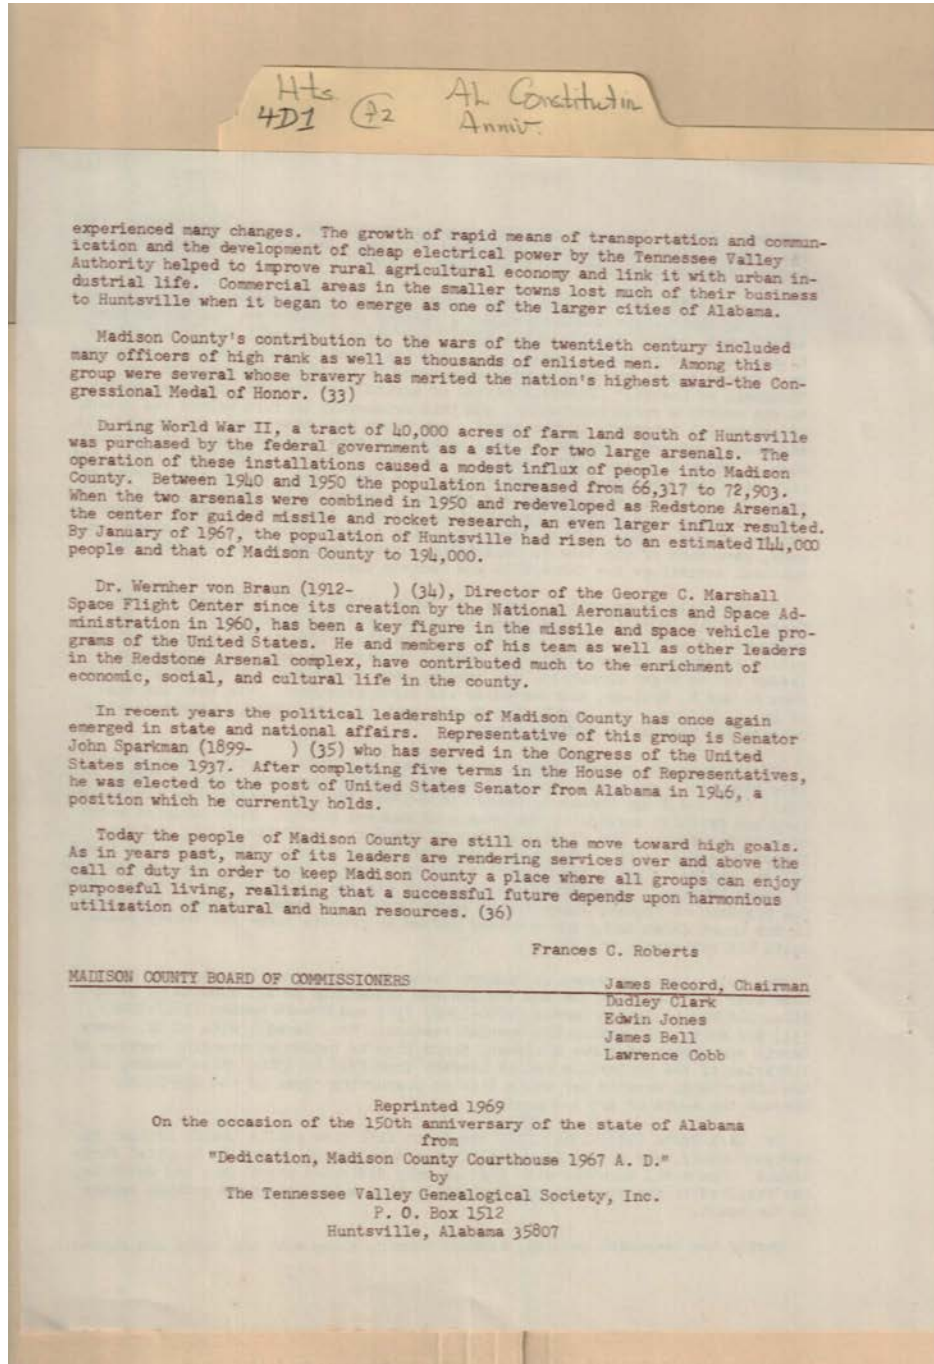 Hts AL Constitutin
4D1 72 Anniv.
experienced many changes. The growth of rapid means of transportation and commun-
ication and the development of cheap electrical power by the Tennessee Valley
Authority helped to improve rural agricultural economy and link it with urban in-
dustrial life. Commercial areas in the smaller towns lost much of their business
to Huntsville when it began to emerge as one of the larger cities of Alabama.
Madison County's contribution to the wars of the twentieth century included
many officers of high rank as well as thousands of enlisted men. Among this
group were several whose bravery has merited the nation's highest award-the Con-
gressional Medal of Honor. (33)
During World War II, a tract of 40,000 acres of farm land south of Huntsville
was purchased by the federal government as a site for two large arsenals. The
operation of these installations caused a modest influx of people into Madison
County. Between 1940 and 1950 the population increased from 66,317 to 72,903.
When the two arsenals were combined in 1950 and redeveloped as Redstone Arsenal,
the center for guided missile and rocket research, an even larger influx resulted.
By January of 1967, the population of Huntsville had risen to an estimated 144,000
people and that of Madison County to 194,000.
Dr. Wernher von Braun (1912- ) (34), Director of the George C. Marshall
Space Flight Center since its creation by the National Aeronautics and Space Ad-
ministration in 1960, has been a key figure in the missile and space vehicle pro-
grams of the United States. He and members of his team as well as other leaders
in the Redstone Arsenal complex, have contributed much to the enrichment of
economic, social, and cultural life in the county.
In recent years the political leadership of Madison County has once again
emerged in state and national affairs. Representative of this group is Senator
John Sparkman (1899- ) (35) who has served in the Congress of the United
States since 1937. After completing five terms in the House of Representatives,
he was elected to the post of United States Senator from Alabama in 1946, a
position which he currently holds.
Today the people of Madison County are still on the move toward high goals.
As in years past, many of its leaders are rendering services over and above the
call of duty in order to keep Madison County a place where all groups can enjoy
purposeful living, realizing that a successful future depends upon harmonious
utilization of natural and human resources. (36)
Frances C. Roberts
MADISON COUNTY BOARD OF COMMISSIONERS James Record, Chairman
Dudley Clark
Edwin Jones
James Bell
Lawrence Cobb
Reprinted 1969
On the occasion of the 150th anniversary of the state of Alabama
from
"Dedication, Madison County Courthouse 1967 A. D."
by
The Tennessee Valley Genealogical Society, Inc.
P. O. Box 1512
Huntsville, Alabama 35807